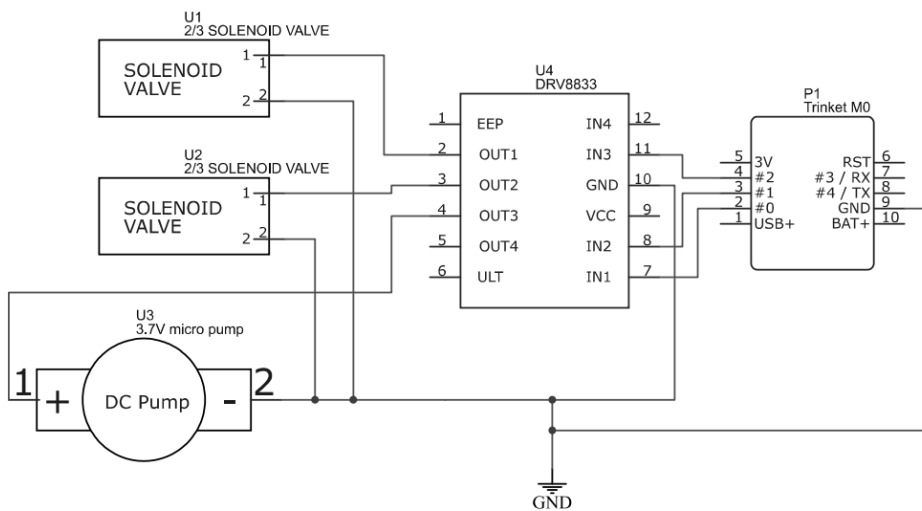 U1
2/3 SOLENOID VALVE
SOLENOID
VALVE
1
1
2
2
U2
2/3 SOLENOID VALVE
SOLENOID
VALVE
1
1
2
2
U3
3.7V micro pump
1
+
DC Pump
-
2
U4
DRV8833
1 EEP IN4 12
2 OUT1 IN3 11
3 OUT2 GND 10
4 OUT3 VCC 9
5 OUT4 IN2 8
6 ULT IN1 7
P1
Trinket M0
5 3V RST 6
4 #2 #3 / RX 7
3 #1 #4 / TX 8
2 #0 GND 9
1 USB+ BAT+ 10
GND